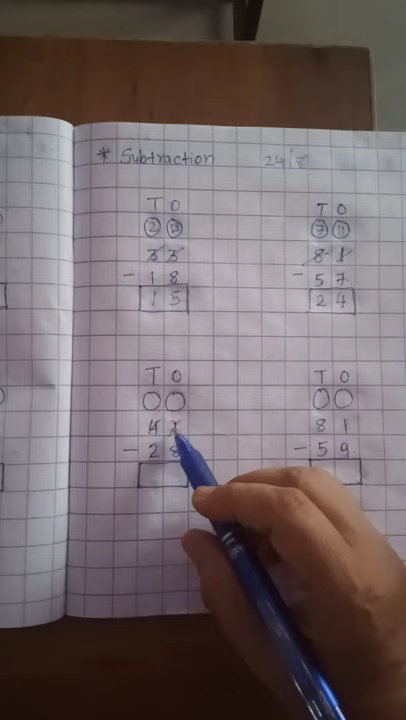 * Subtraction 24/8
T O T O
2 13 7 11
3 3 8 1
- 1 8 - 5 7
1 5 2 4
T O T O
4 8 1
- 2 8 - 5 9